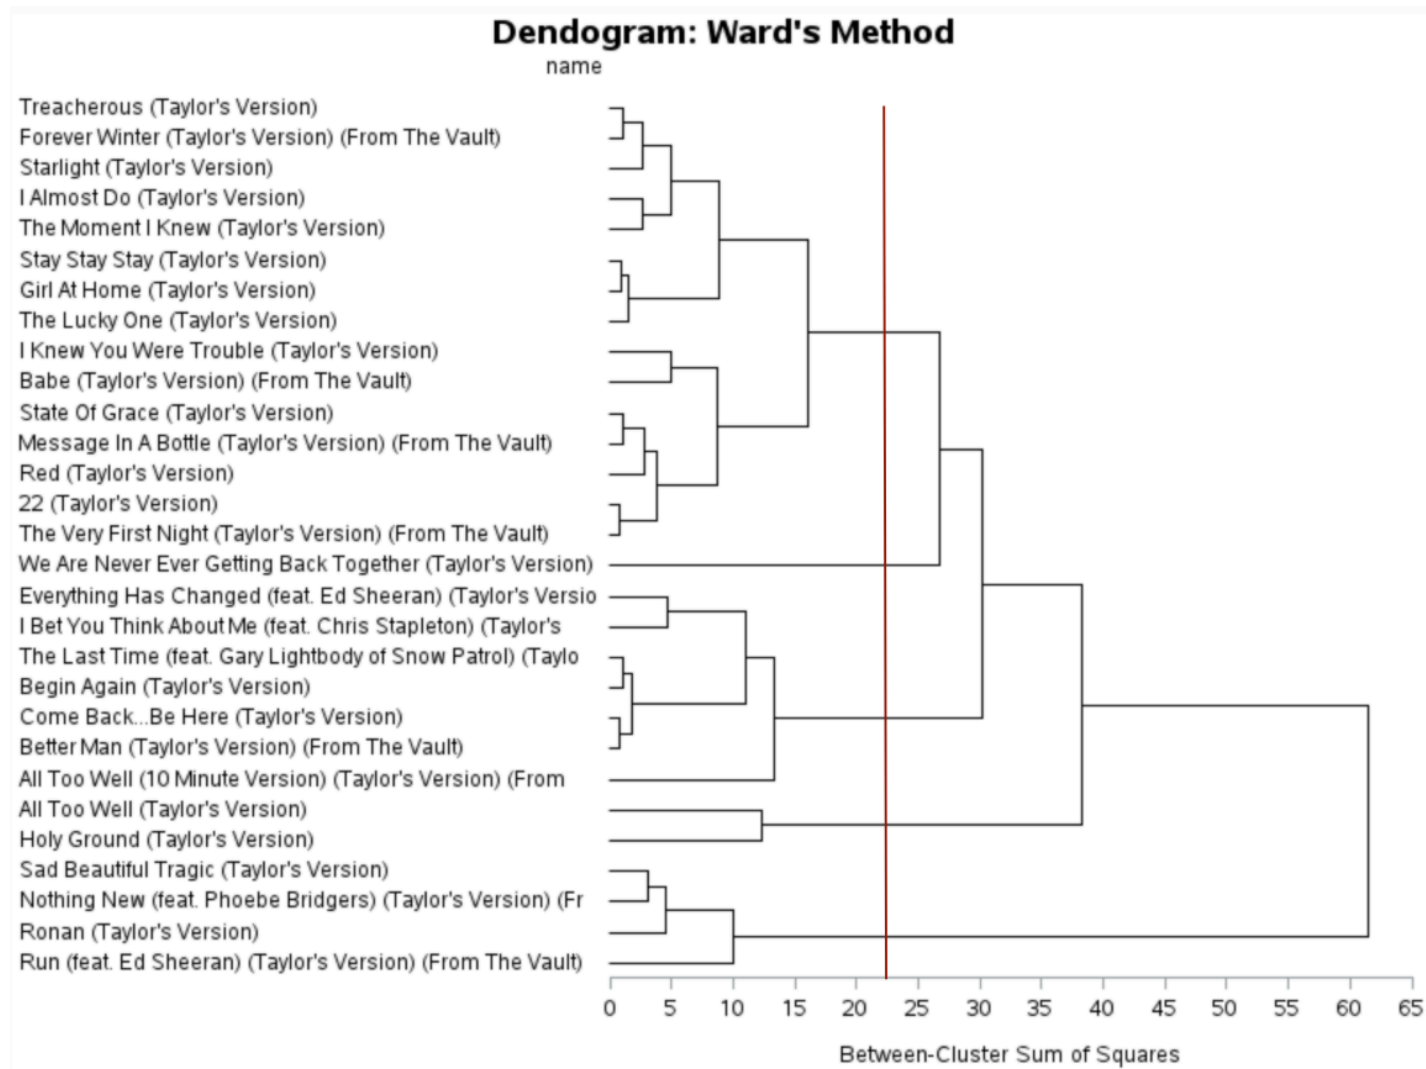 Dendogram: Ward's Method
name
Treacherous (Taylor's Version)
Forever Winter (Taylor's Version) (From The Vault)
Starlight (Taylor's Version)
I Almost Do (Taylor's Version)
The Moment I Knew (Taylor's Version)
Stay Stay Stay (Taylor's Version)
Girl At Home (Taylor's Version)
The Lucky One (Taylor's Version)
I Knew You Were Trouble (Taylor's Version)
Babe (Taylor's Version) (From The Vault)
State Of Grace (Taylor's Version)
Message In A Bottle (Taylor's Version) (From The Vault)
Red (Taylor's Version)
22 (Taylor's Version)
The Very First Night (Taylor's Version) (From The Vault)
We Are Never Ever Getting Back Together (Taylor's Version)
Everything Has Changed (feat. Ed Sheeran) (Taylor's Versio
I Bet You Think About Me (feat. Chris Stapleton) (Taylor's
The Last Time (feat. Gary Lightbody of Snow Patrol) (Taylo
Begin Again (Taylor's Version)
Come Back...Be Here (Taylor's Version)
Better Man (Taylor's Version) (From The Vault)
All Too Well (10 Minute Version) (Taylor's Version) (From
All Too Well (Taylor's Version)
Holy Ground (Taylor's Version)
Sad Beautiful Tragic (Taylor's Version)
Nothing New (feat. Phoebe Bridgers) (Taylor's Version) (Fr
Ronan (Taylor's Version)
Run (feat. Ed Sheeran) (Taylor's Version) (From The Vault)
0 5 10 15 20 25 30 35 40 45 50 55 60 65
Between-Cluster Sum of Squares